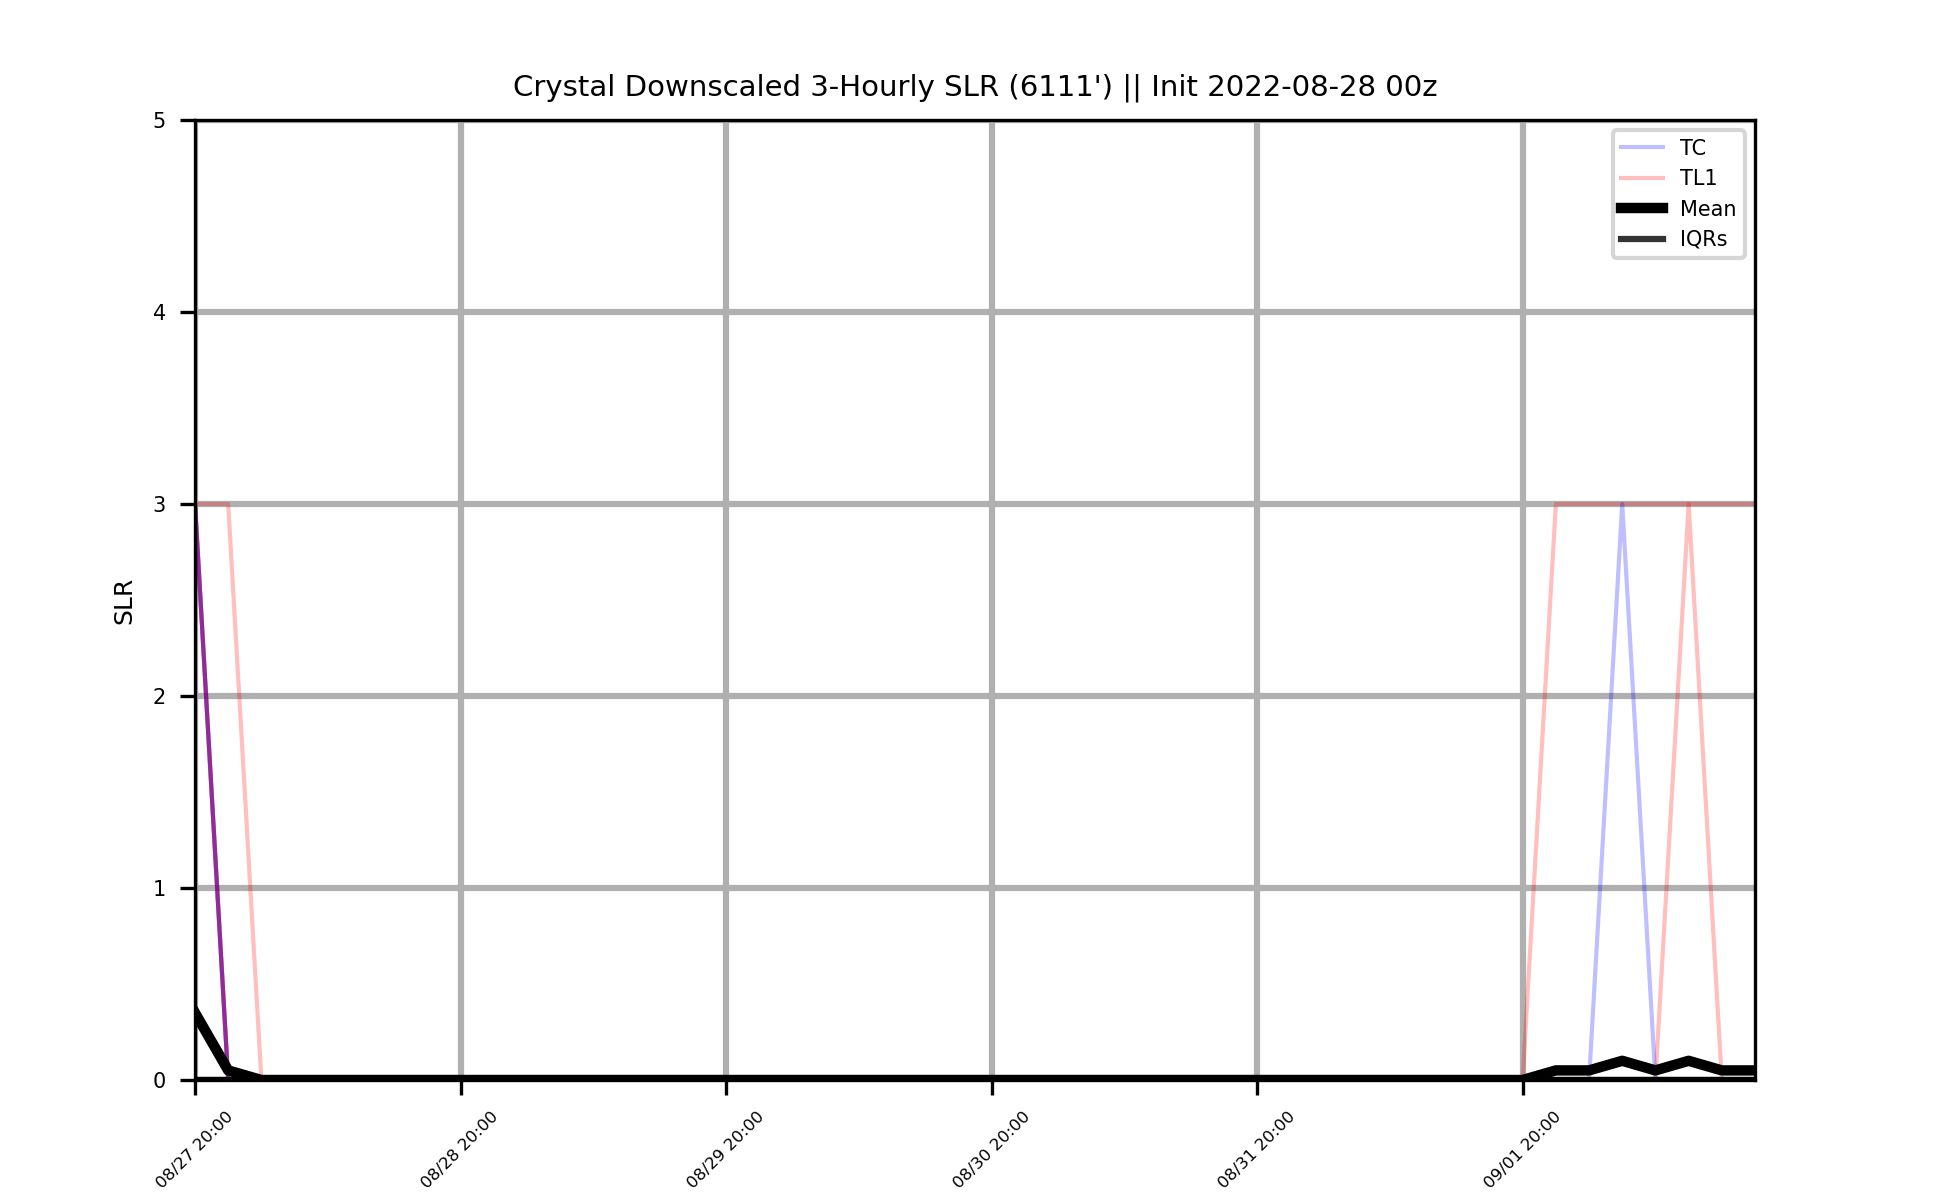 Crystal Downscaled 3-Hourly SLR (6111') || Init 2022-08-28 00z
5
4
3
2
1
0
SLR
TC
TL1
Mean
IQRs
08/27 20:00
08/28 20:00
08/29 20:00
08/30 20:00
08/31 20:00
09/01 20:00